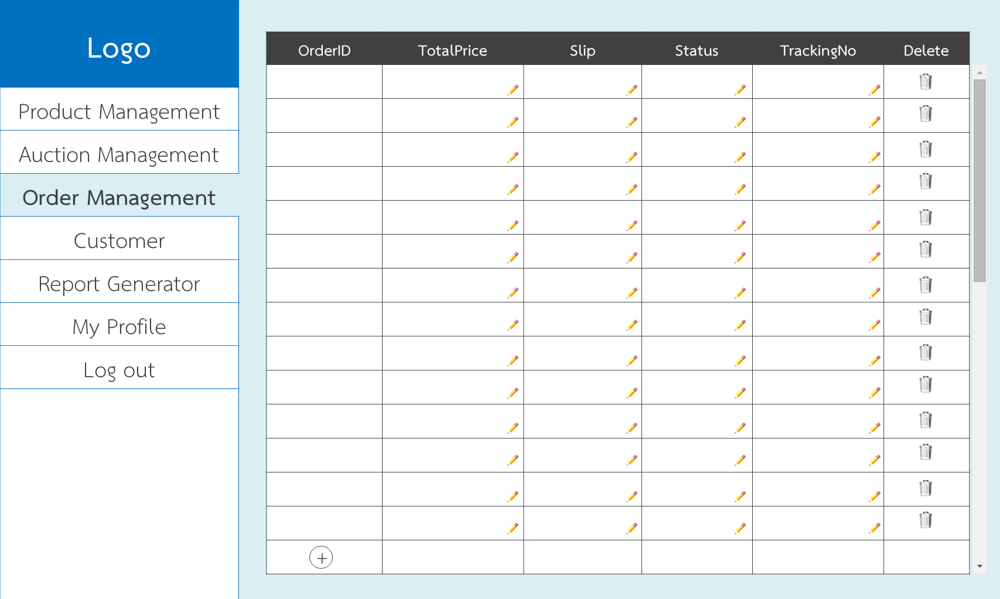 Logo
Product Management
Auction Management
Order Management
Customer
Report Generator
My Profile
Log out
OrderID TotalPrice Slip Status TrackingNo Delete